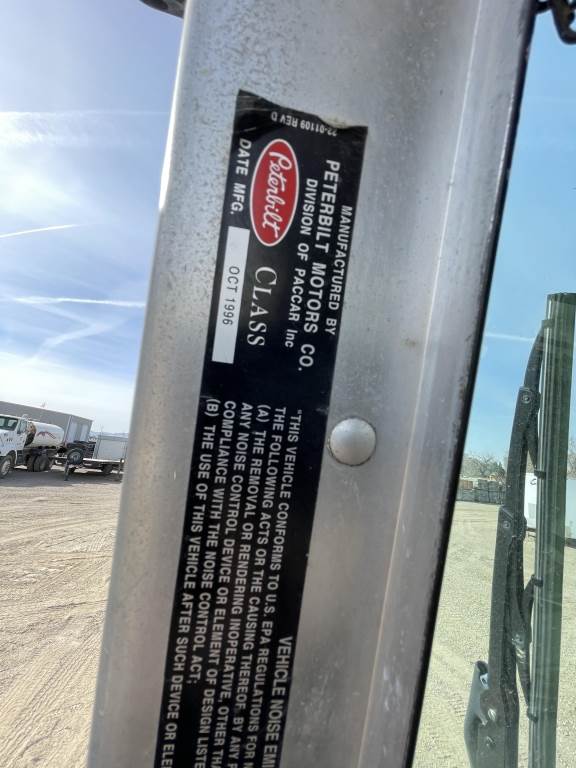 22-01109 REV D
MANUFACTURED BY
PETERBILT MOTORS CO.
DIVISION OF PACCAR Inc
Peterbilt
CLASS
DATE MFG.
OCT 1996
VEHICLE NOISE
"THIS VEHICLE CONFORMS TO U.S. EPA REGULATIONS FOR
THE FOLLOWING ACTS OR THE CAUSING THEREOF BY ANY
(A) THE REMOVAL OR RENDERING INOPERATIVE, OTHER
ANY NOISE CONTROL DEVICE OR ELEMENT OF DESIGN
COMPLIANCE WITH THE NOISE CONTROL ACT;
(B) THE USE OF THIS VEHICLE AFTER SUCH DEVICE OR